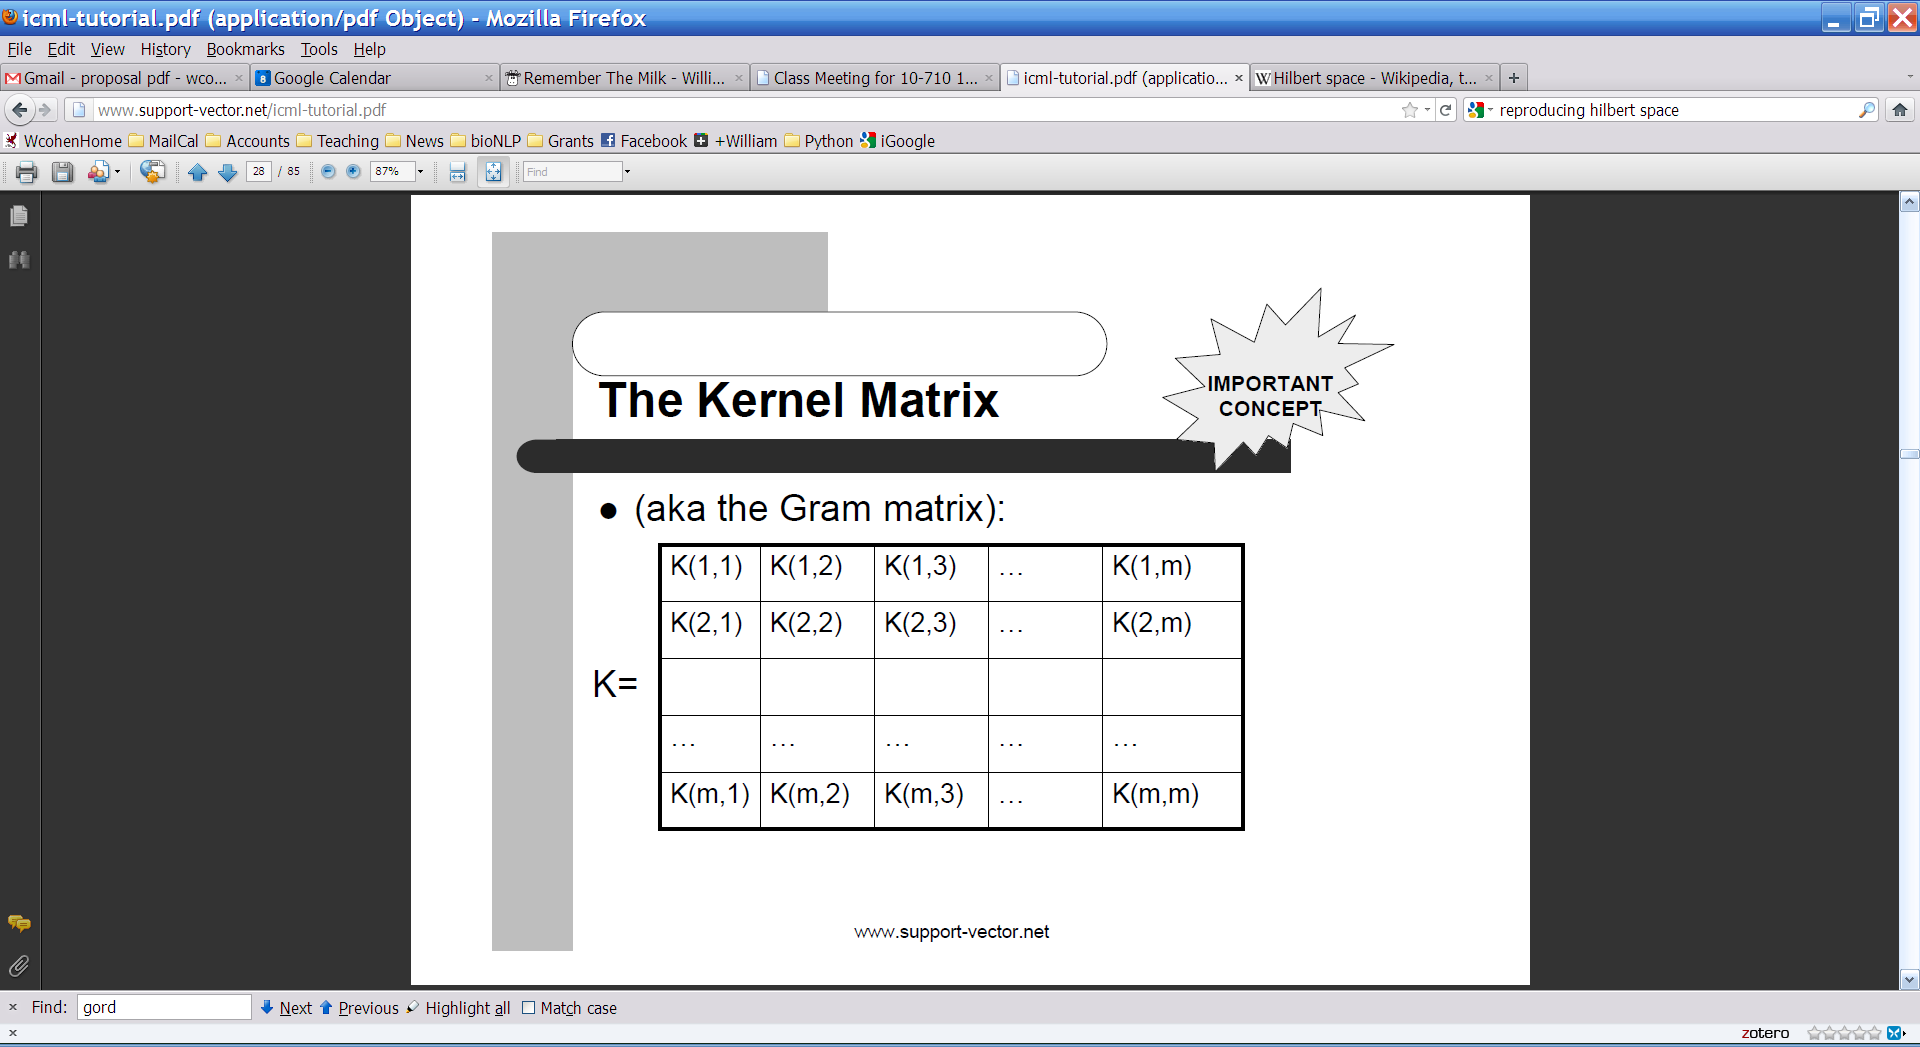 icml-tutorial.pdf (application/pdf Object) - Mozilla Firefox
File Edit View History Bookmarks Tools Help
Gmail - proposal pdf - wco... Google Calendar Remember The Milk - Willi... Class Meeting for 10-710 1... icml-tutorial.pdf (applicatio... Hilbert space - Wikipedia, t...
www.support-vector.net/icml-tutorial.pdf reproducing hilbert space
WcohenHome MailCal Accounts Teaching News bioNLP Grants Facebook +William Python iGoogle
28 / 85 87% Find
IMPORTANT
CONCEPT
The Kernel Matrix
● (aka the Gram matrix):
K(1,1) K(1,2) K(1,3) … K(1,m)
K(2,1) K(2,2) K(2,3) … K(2,m)
K=
… … … … …
K(m,1) K(m,2) K(m,3) … K(m,m)
www.support-vector.net
× Find: gord Next Previous Highlight all Match case
× zotero